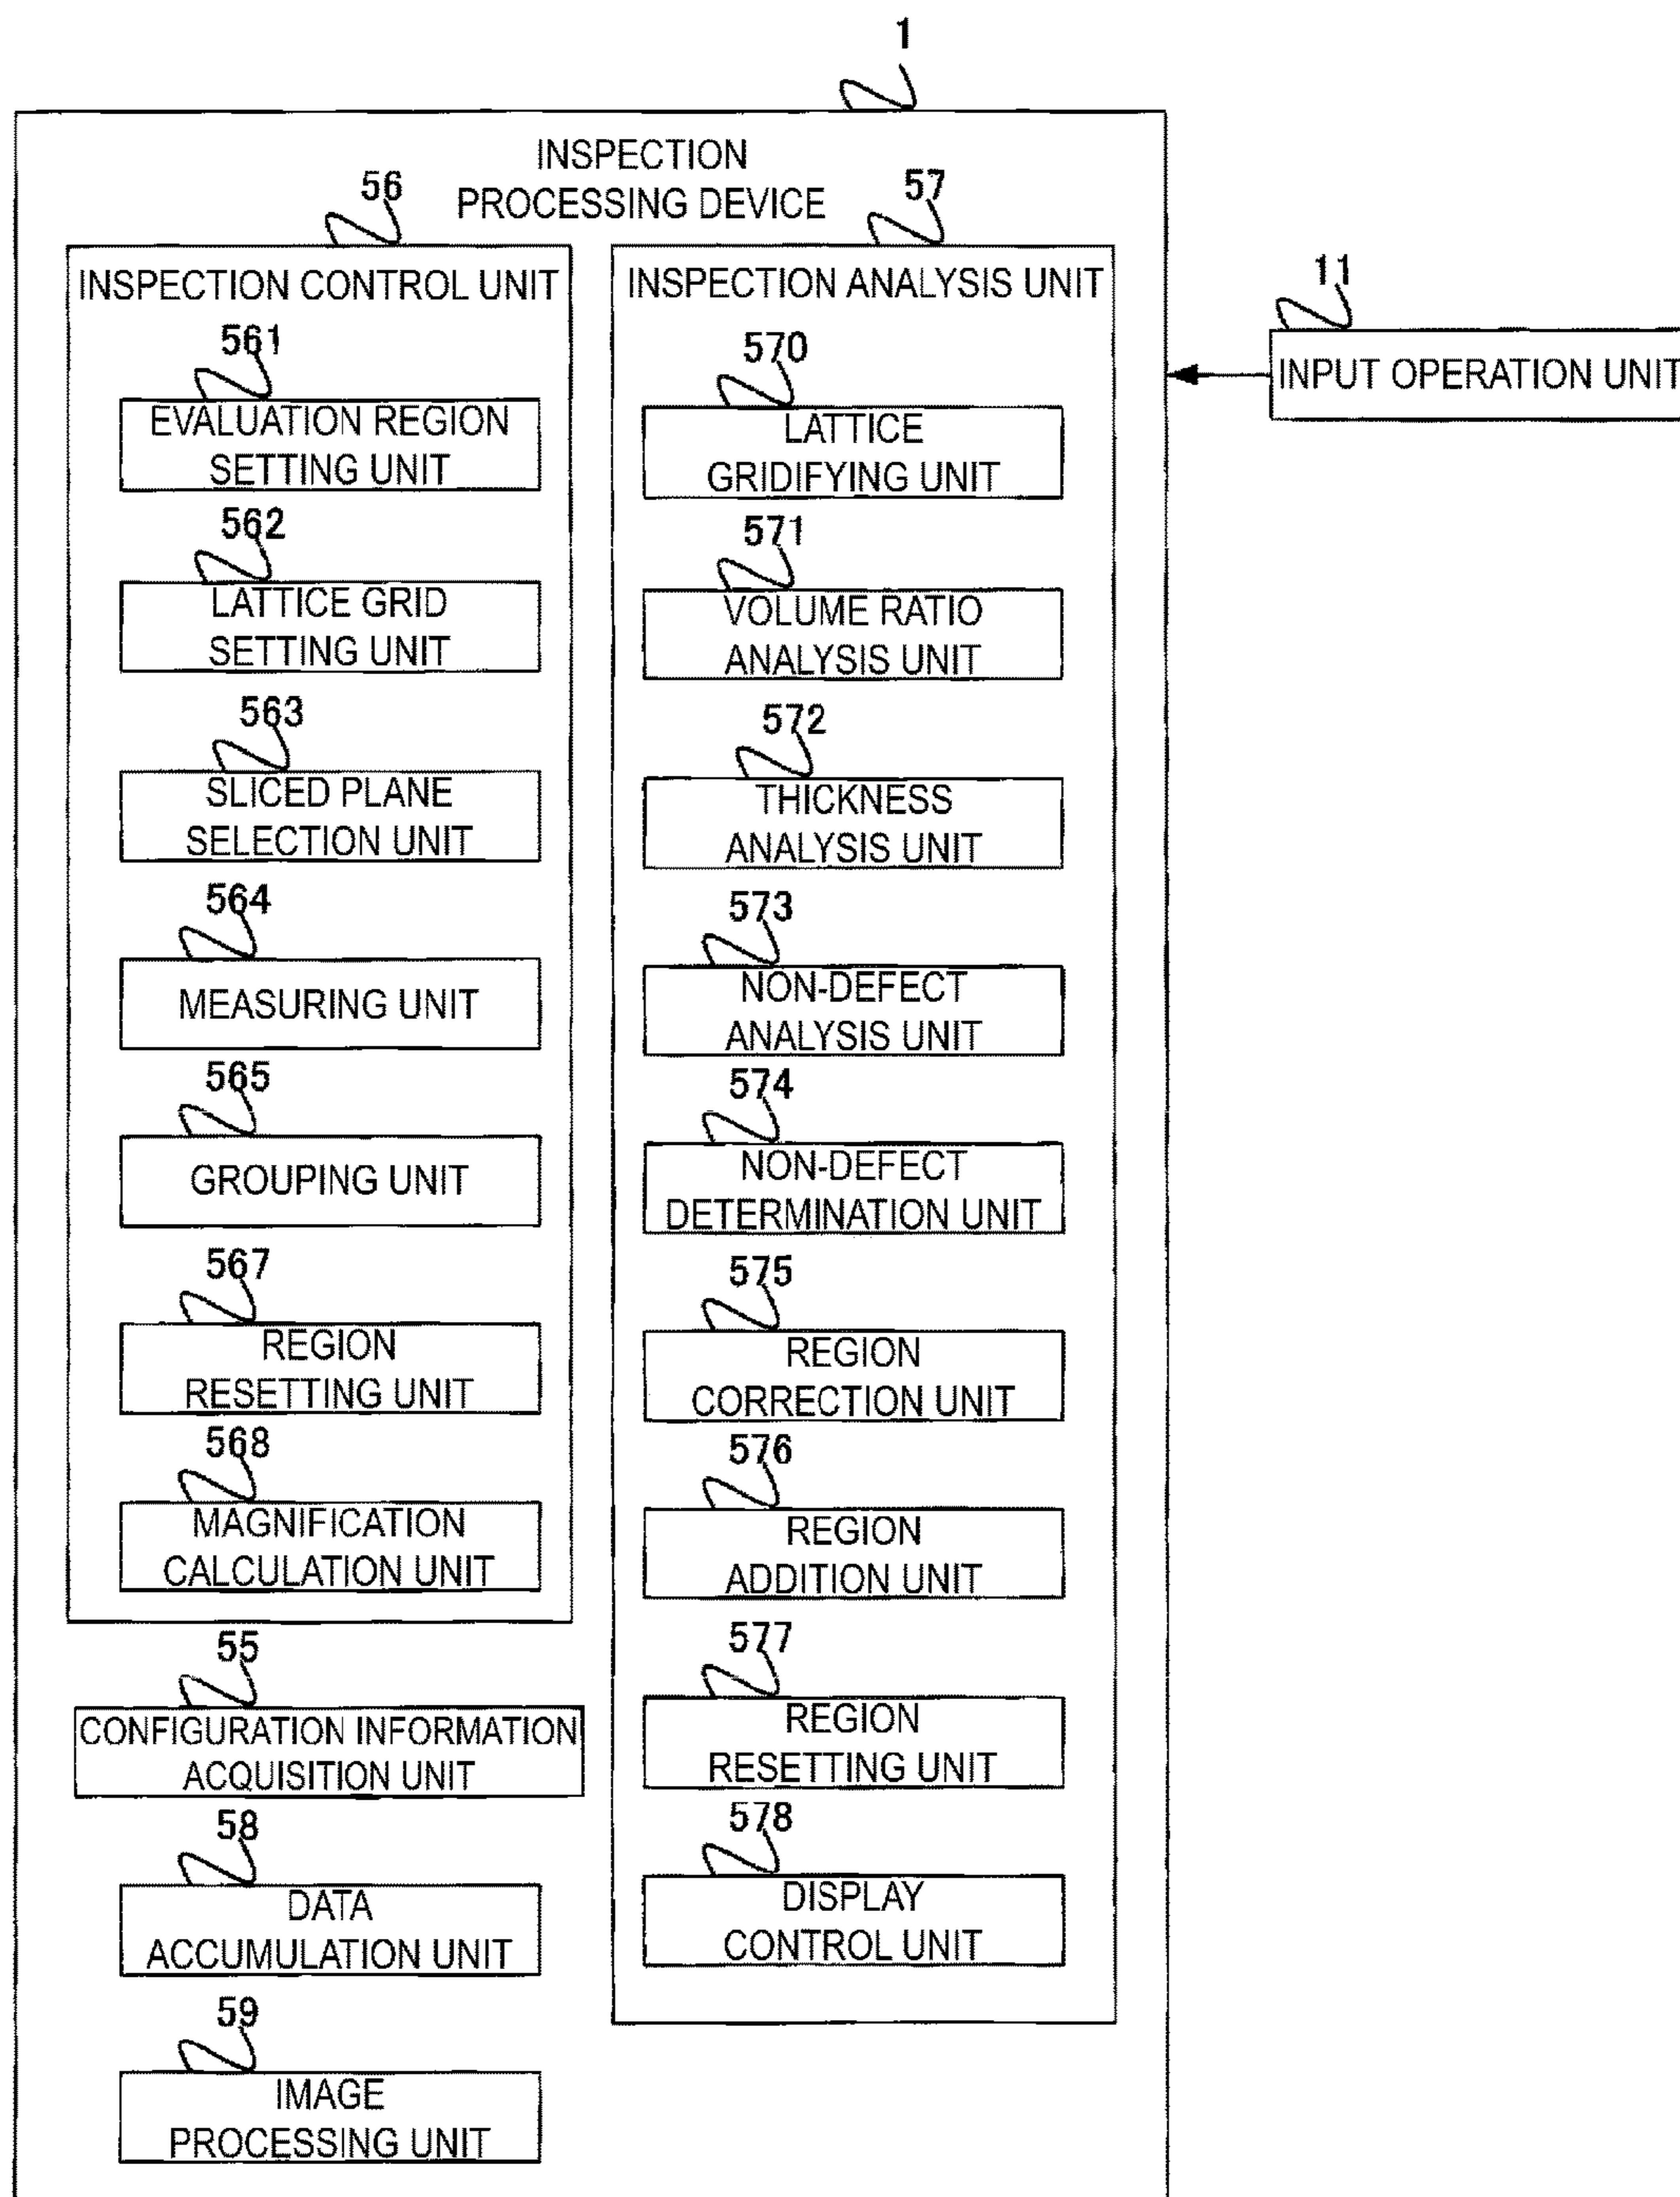 1
INSPECTION
PROCESSING DEVICE
56
INSPECTION CONTROL UNIT
561
EVALUATION REGION
SETTING UNIT
562
LATTICE GRID
SETTING UNIT
563
SLICED PLANE
SELECTION UNIT
564
MEASURING UNIT
565
GROUPING UNIT
567
REGION
RESETTING UNIT
568
MAGNIFICATION
CALCULATION UNIT
55
CONFIGURATION INFORMATION
ACQUISITION UNIT
58
DATA
ACCUMULATION UNIT
59
IMAGE
PROCESSING UNIT
57
INSPECTION ANALYSIS UNIT
570
LATTICE
GRIDIFYING UNIT
571
VOLUME RATIO
ANALYSIS UNIT
572
THICKNESS
ANALYSIS UNIT
573
NON-DEFECT
ANALYSIS UNIT
574
NON-DEFECT
DETERMINATION UNIT
575
REGION
CORRECTION UNIT
576
REGION
ADDITION UNIT
577
REGION
RESETTING UNIT
578
DISPLAY
CONTROL UNIT
11
INPUT OPERATION UNIT